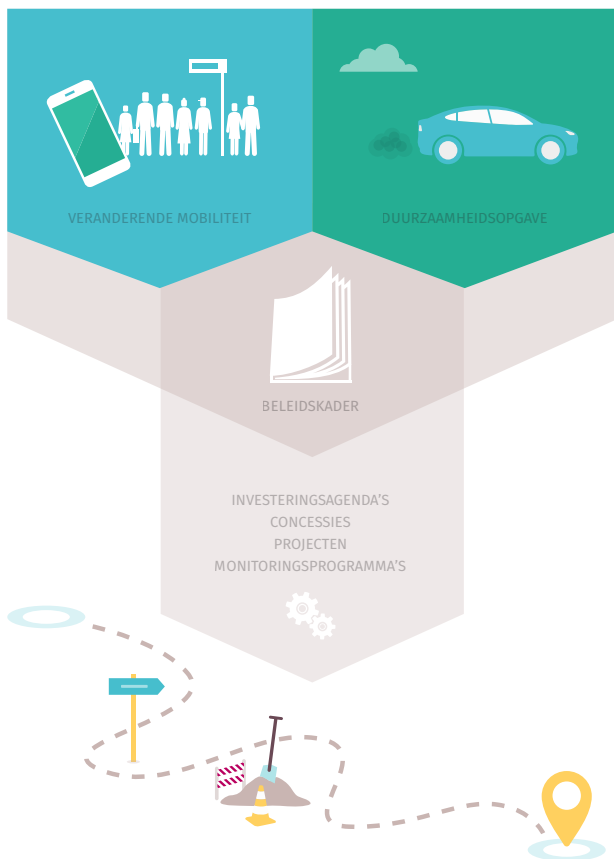 VERANDERENDE MOBILITEIT
DUURZAAMHEIDSOPGAVE
BELEIDSKADER
INVESTERINGSAGENDA'S
CONCESSIES
PROJECTEN
MONITORINGSPROGRAMMA'S